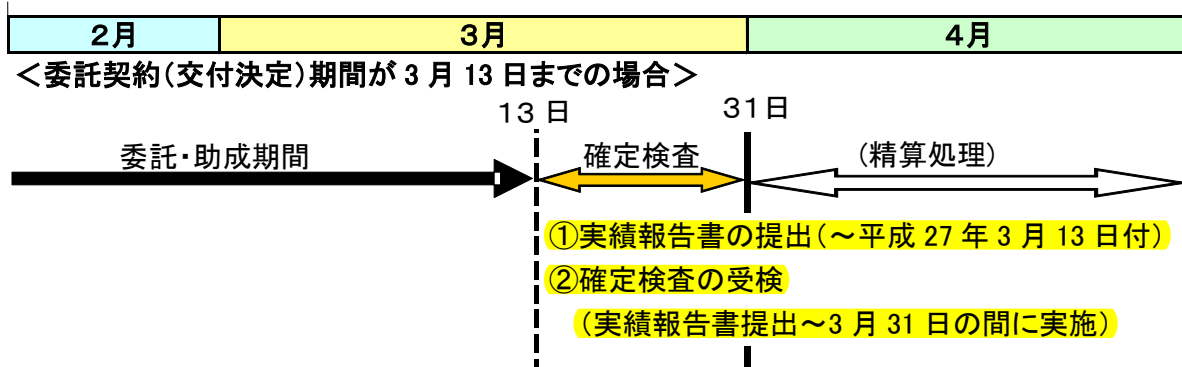 2月 3月 4月
＜委託契約(交付決定)期間が 3 月 13 日までの場合＞
13 日 31日
委託・助成期間 確定検査 (精算処理)
①実績報告書の提出(～平成 27 年 3 月 13 日付)
②確定検査の受検
(実績報告書提出～3 月 31 日の間に実施)